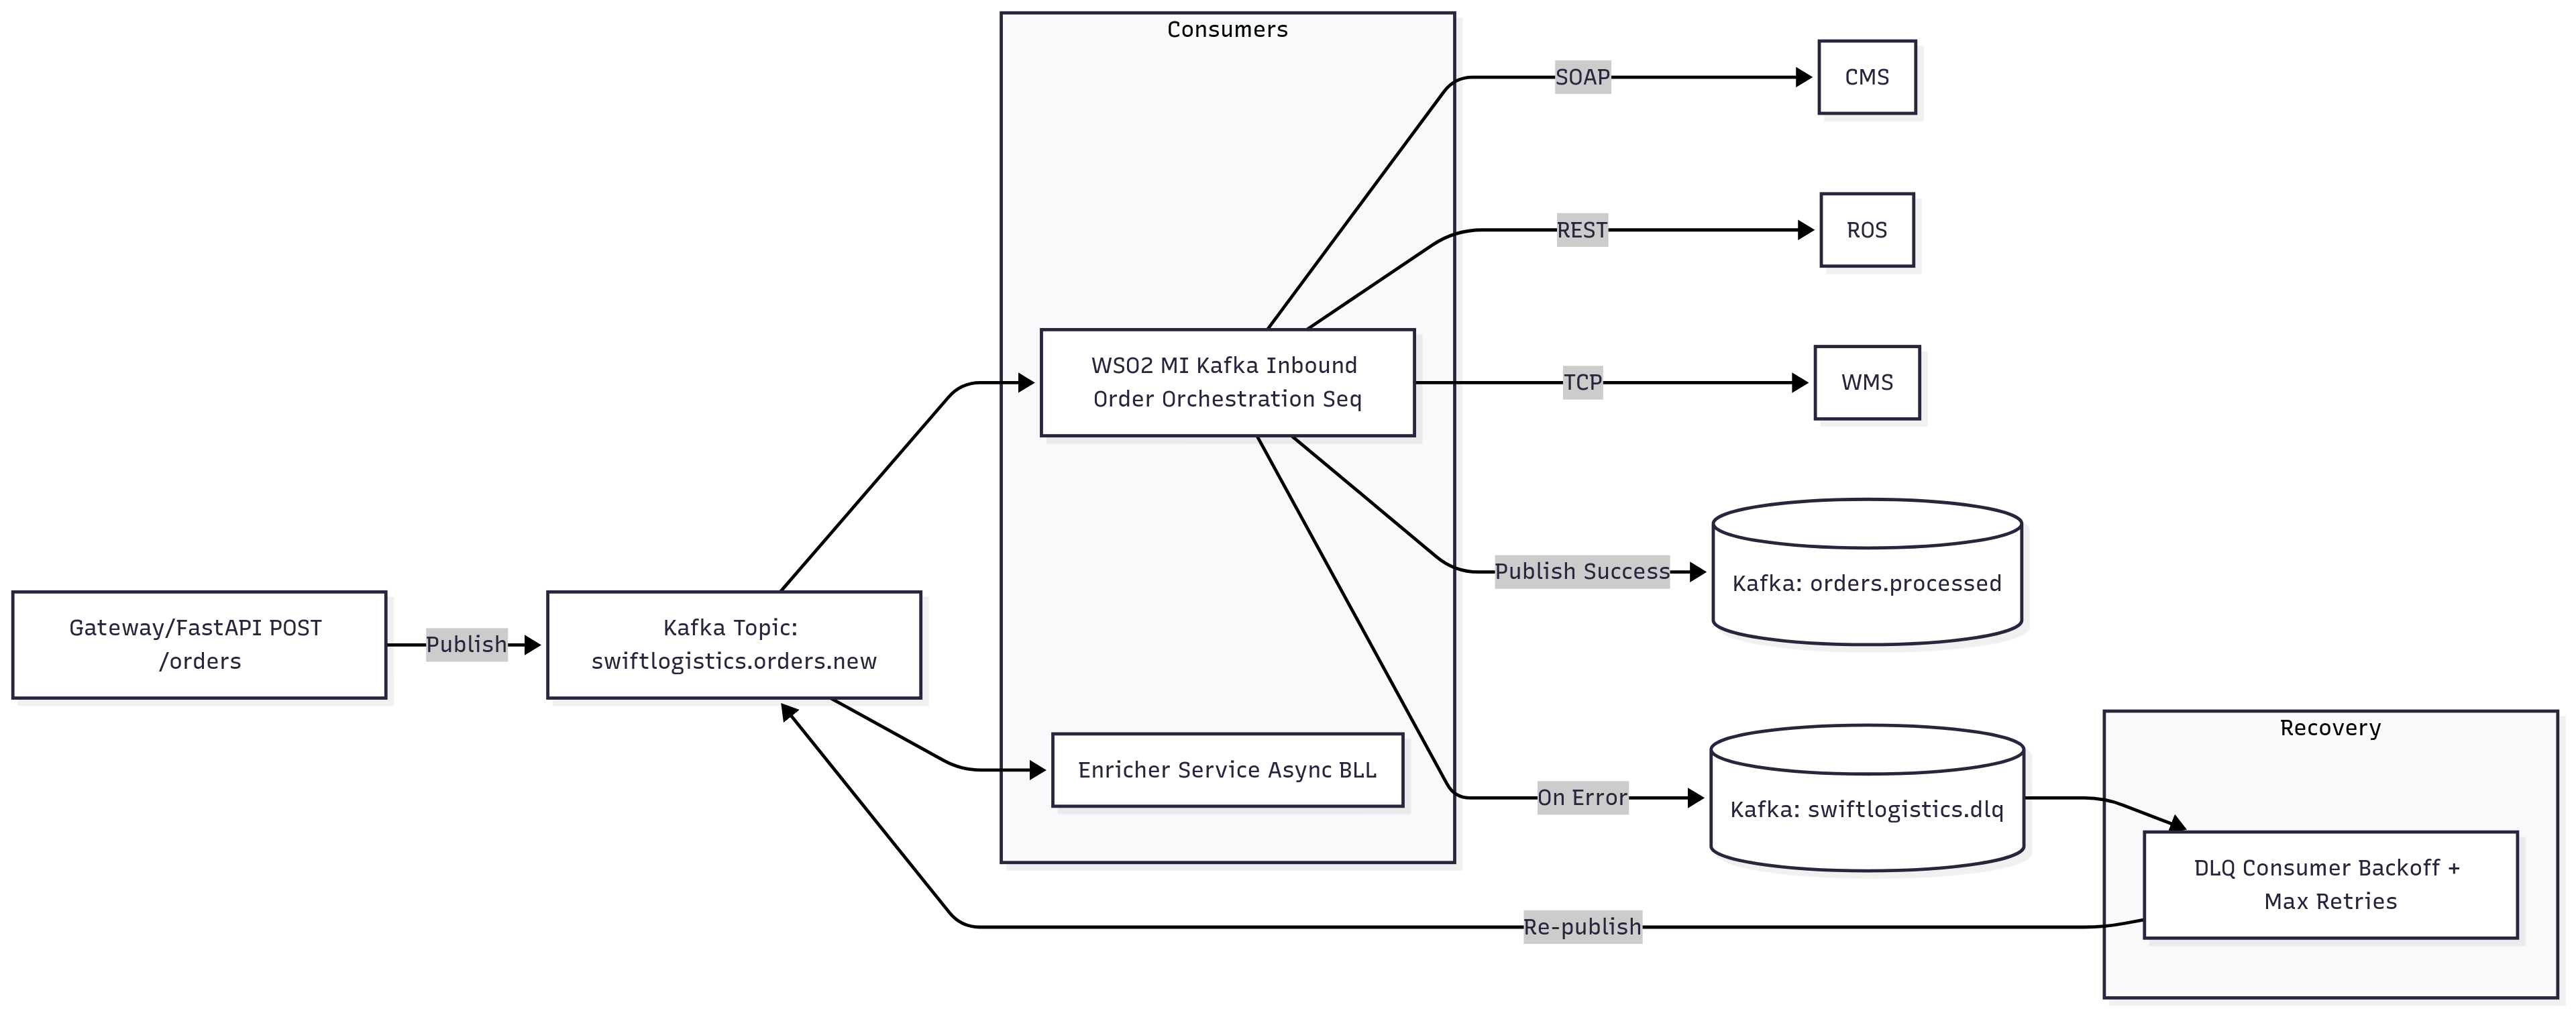 Consumers
SOAP
CMS
REST
ROS
WSO2 MI Kafka Inbound
Order Orchestration Seq
TCP
WMS
Publish Success
Kafka: orders.processed
Gateway/FastAPI POST
/orders
Publish
Kafka Topic:
swiftlogistics.orders.new
Enricher Service Async BLL
On Error
Kafka: swiftlogistics.dlq
Recovery
DLQ Consumer Backoff +
Max Retries
Re-publish